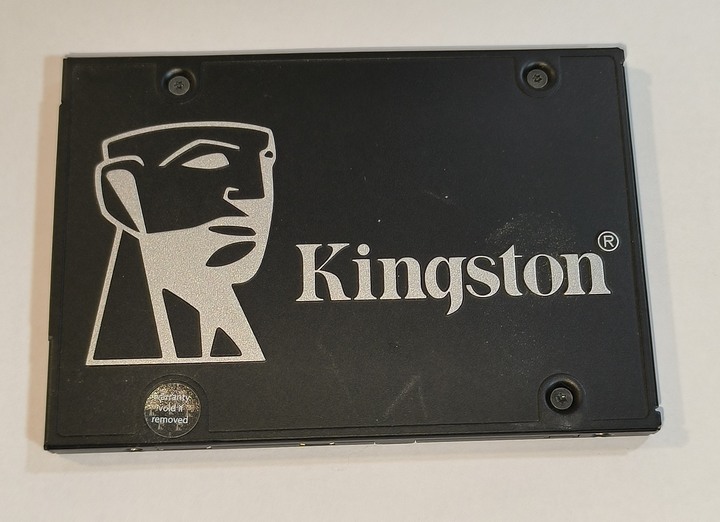 Kingston®
warranty
void if
removed